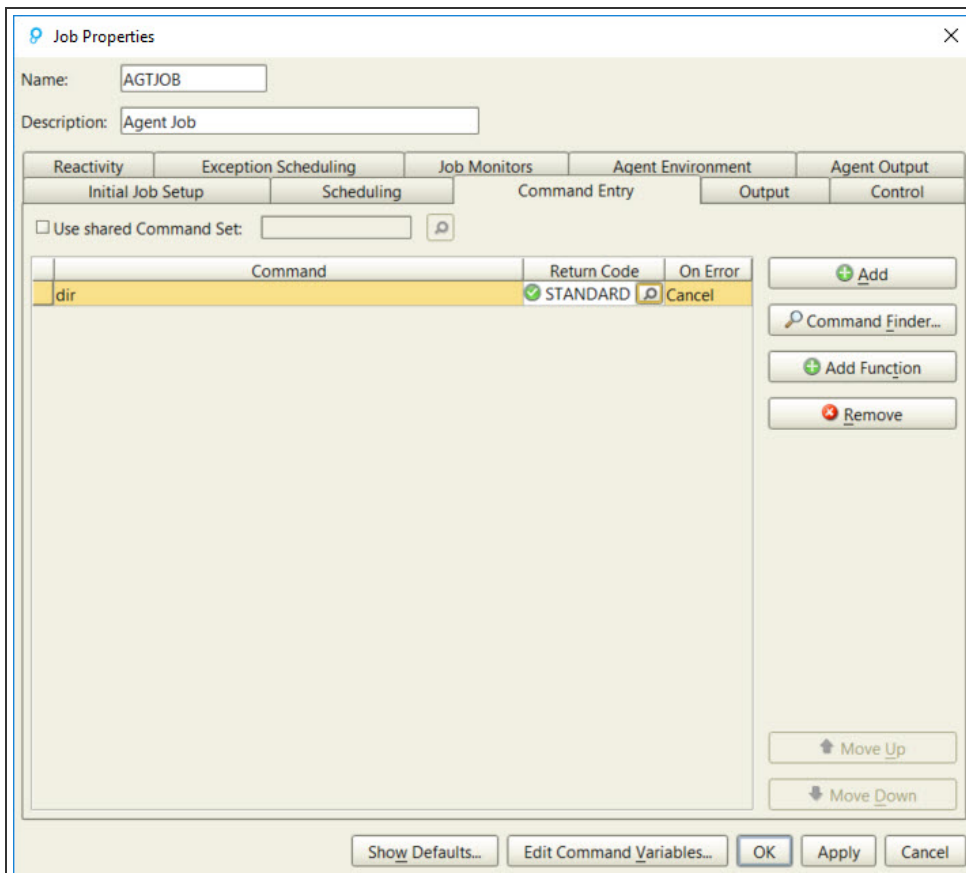 Job Properties
Name: AGTJOB
Description: Agent Job
Reactivity Exception Scheduling Job Monitors Agent Environment Agent Output
Initial Job Setup Scheduling Command Entry Output Control
Use shared Command Set:
Command Return Code On Error
dir STANDARD Cancel
Add
Command Finder...
Add Function
Remove
Move Up
Move Down
Show Defaults... Edit Command Variables... OK Apply Cancel